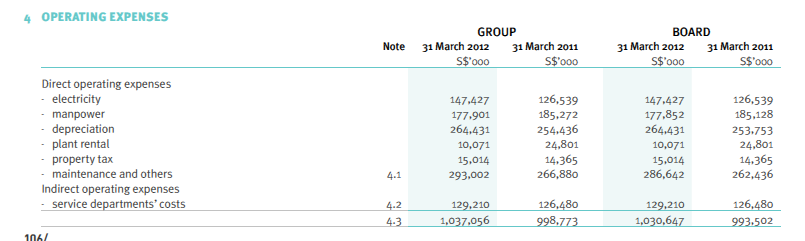 4 OPERATING EXPENSES
GROUP BOARD
Note 31 March 2012 31 March 2011 31 March 2012 31 March 2011
S$'000 S$'000 S$'000 S$'000
Direct operating expenses
- electricity 147,427 126,539 147,427 126,539
- manpower 177,901 185,272 177,852 185,128
- depreciation 264,431 254,436 264,431 253,753
- plant rental 10,071 24,801 10,071 24,801
- property tax 15,014 14,365 15,014 14,365
- maintenance and others 4.1 293,002 266,880 286,642 262,436
Indirect operating expenses
- service departments' costs 4.2 129,210 126,480 129,210 126,480
4.3 1,037,056 998,773 1,030,647 993,502
106/